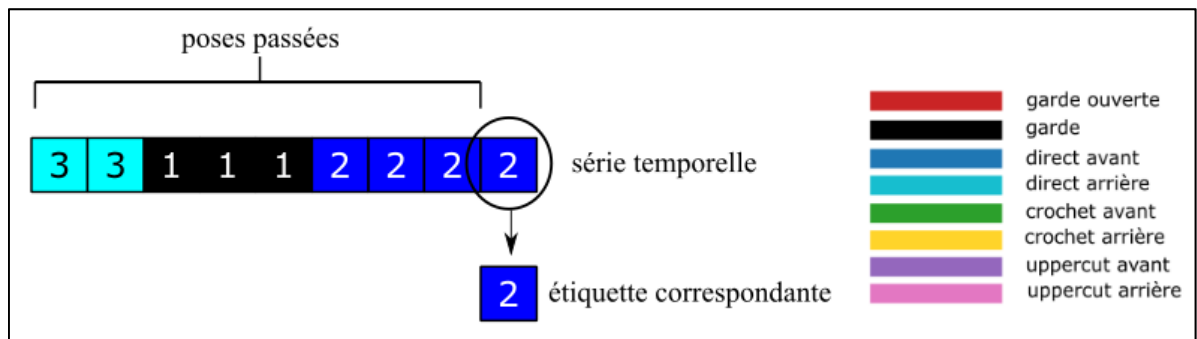 poses passées
3 3 1 1 1 2 2 2 2
série temporelle
2
étiquette correspondante
garde ouverte
garde
direct avant
direct arrière
crochet avant
crochet arrière
uppercut avant
uppercut arrière